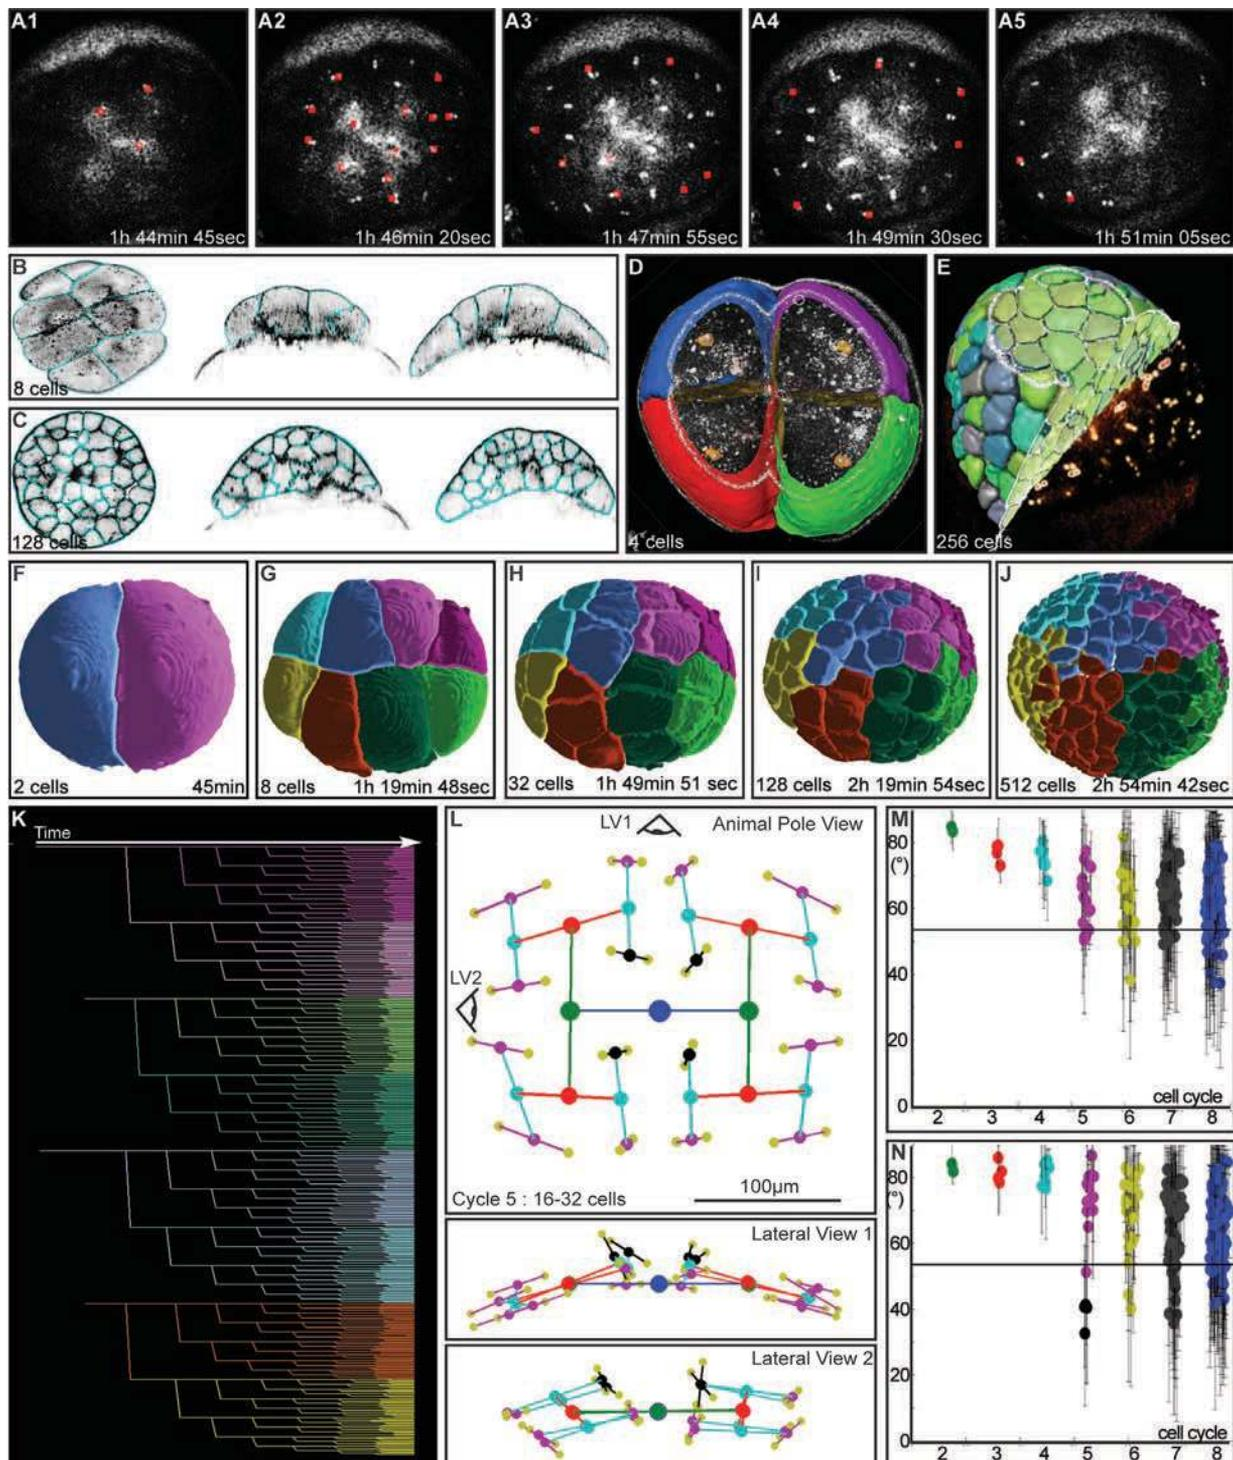 A1
A2
A3
A4
A5
1h 44min 45sec
1h 46min 20sec
1h 47min 55sec
1h 49min 30sec
1h 51min 05sec
B
8 cells
C
128 cells
D
4 cells
E
256 cells
F
2 cells
45min
G
8 cells
1h 19min 48sec
H
32 cells
1h 49min 51 sec
I
128 cells
2h 19min 54sec
J
512 cells
2h 54min 42sec
K
Time
L
LV1
Animal Pole View
LV2
Cycle 5 : 16-32 cells
100µm
Lateral View 1
Lateral View 2
M
80
(°)
60
40
20
0
cell cycle
2 3 4 5 6 7 8
N
80
(°)
60
40
20
0
cell cycle
2 3 4 5 6 7 8